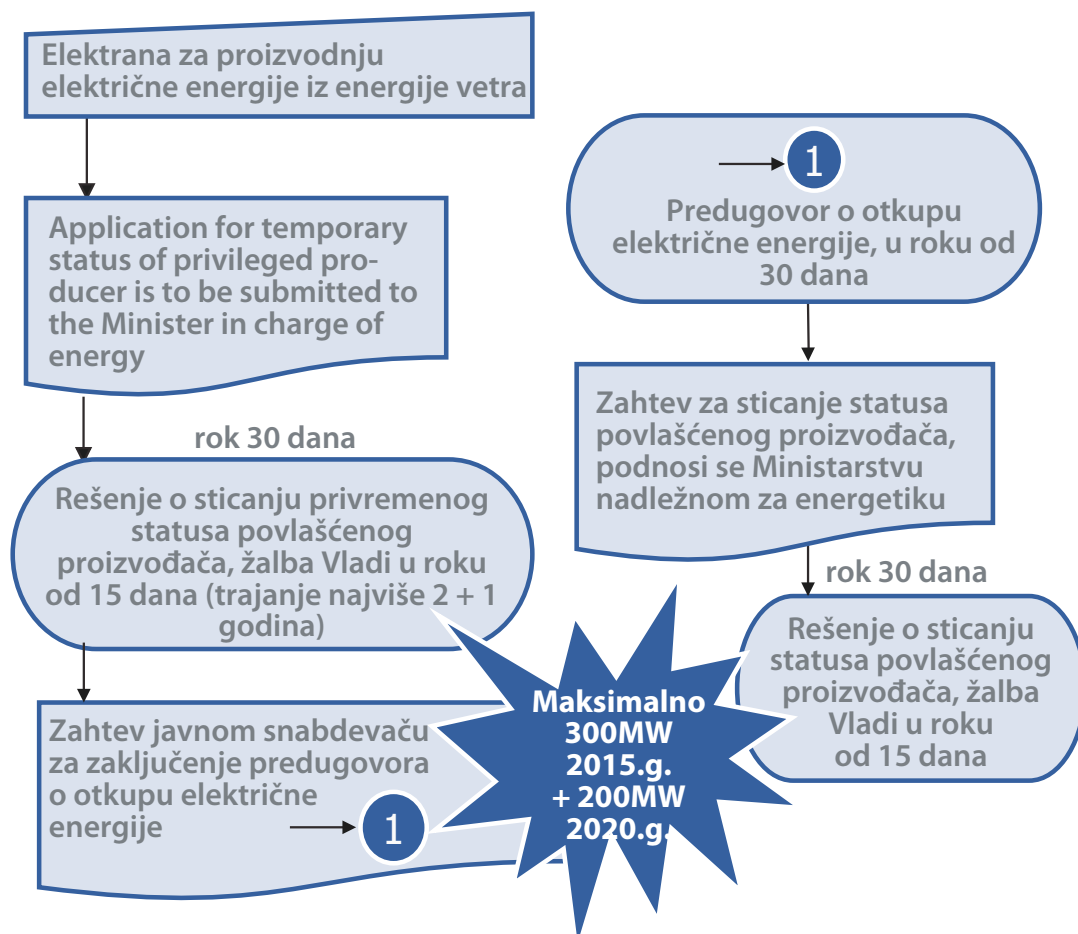 Elektrana za proizvodnju
električne energije iz energije vetra
Application for temporary
status of privileged pro-
ducer is to be submitted to
the Minister in charge of
energy
rok 30 dana
Rešenje o sticanju privremenog
statusa povlašćenog
proizvođača, žalba Vladi u roku
od 15 dana (trajanje najviše 2 + 1
godina)
Zahtev javnom snabdevaču
za zaključenje predugovora
o otkupu električne
energije
1
Maksimalno
300MW
2015.g.
+ 200MW
2020.g.
1
Predugovor o otkupu
električne energije, u roku od
30 dana
Zahtev za sticanje statusa
povlašćenog proizvođača,
podnosi se Ministarstvu
nadležnom za energetiku
rok 30 dana
Rešenje o sticanju
statusa povlašćenog
proizvođača, žalba
Vladi u roku
od 15 dana